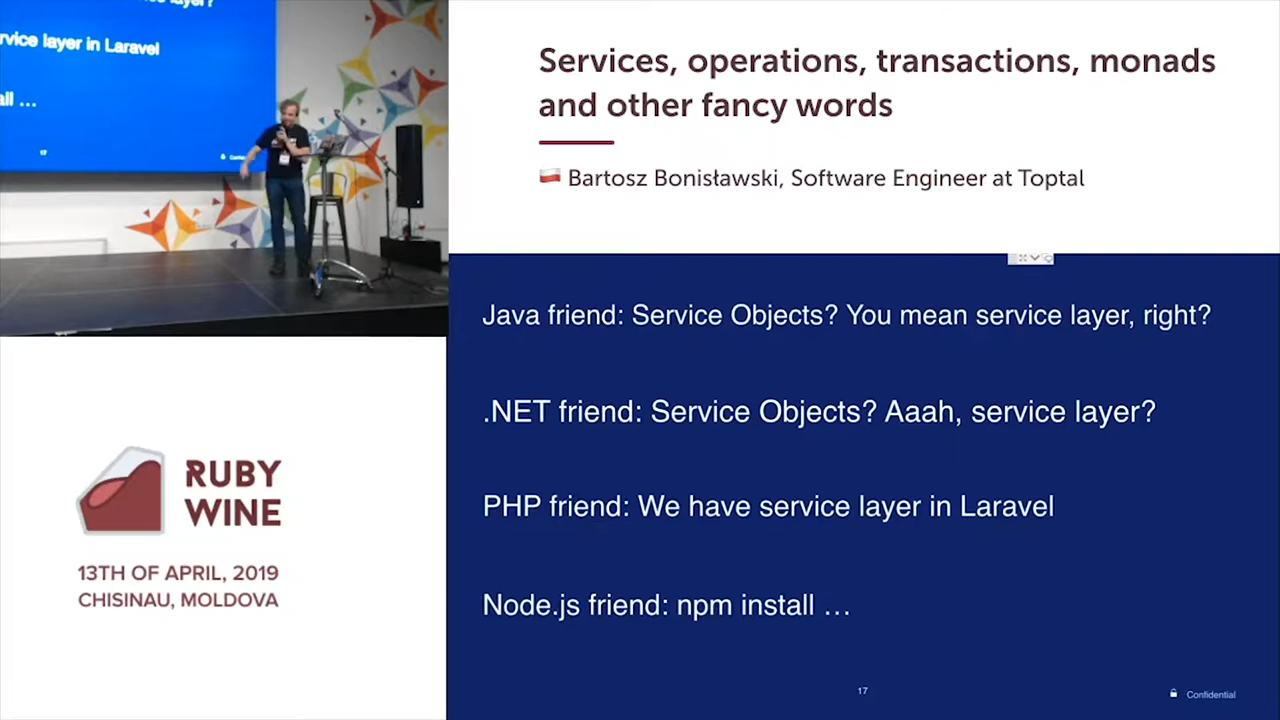 ice layer?
rvice layer in Laravel
all ...
17
Services, operations, transactions, monads
and other fancy words
Bartosz Bonisławski, Software Engineer at Toptal
Java friend: Service Objects? You mean service layer, right?
.NET friend: Service Objects? Aaah, service layer?
PHP friend: We have service layer in Laravel
Node.js friend: npm install …
17
Confidential
RUBY
WINE
13TH OF APRIL, 2019
CHISINAU, MOLDOVA